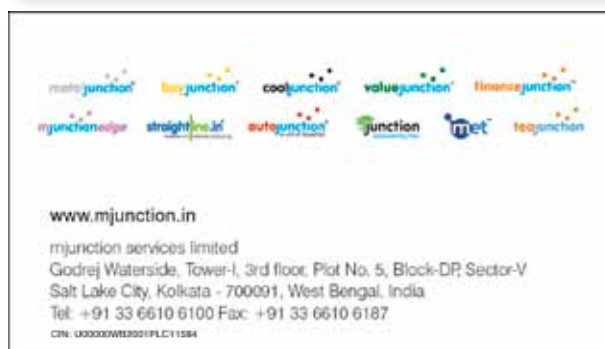 metaljunction buyjunction cooljunction valuejunction financejunction
mjunctionedge straightline.in autojunction junction met teajunction
www.mjunction.in
mjunction services limited
Godrej Waterside, Tower-I, 3rd floor, Plot No. 5, Block-DP, Sector-V
Salt Lake City, Kolkata - 700091, West Bengal, India
Tel: +91 33 6610 6100 Fax: +91 33 6610 6187
CIN: U00000WB2001PLC11584